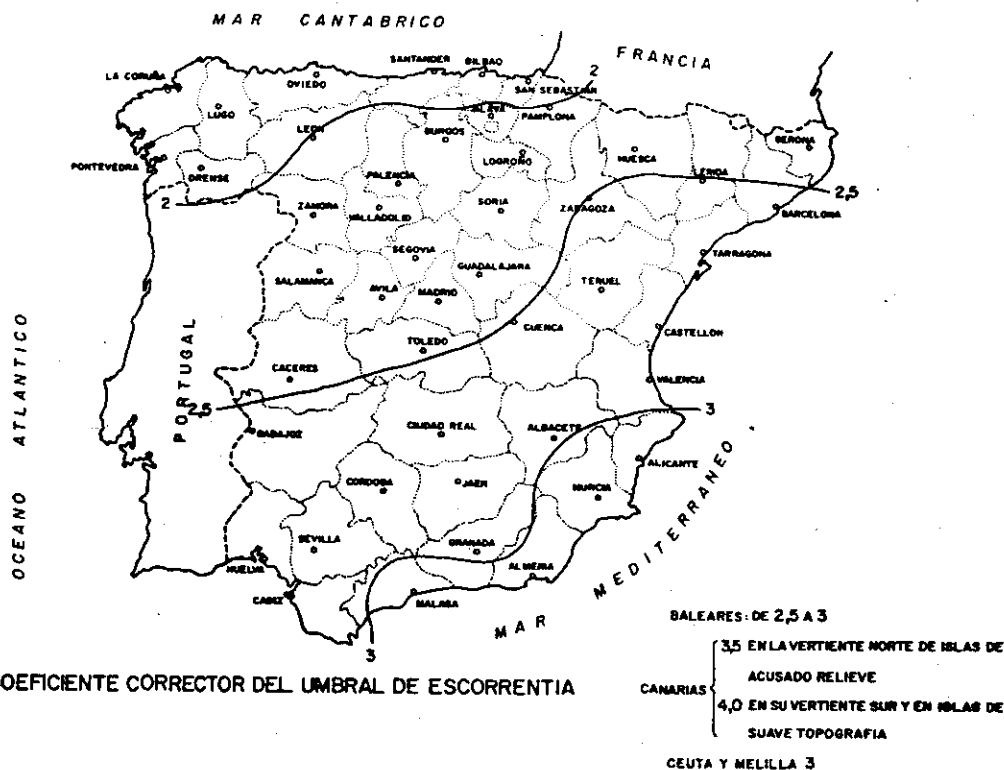 MAR CANTABRICO
FRANCIA
SANTANDER
BILBAO
LA CORUÑA
OVIEDO
SAN SEBASTIAN
2
LUGO
ALAVA
LEON
BURGOS
PAMPLONA
GERONA
PONTEVEDRA
ORENSE
LOGROÑO
HUESCA
LERIDA
PALENCIA
2
ZAMORA
VALLADOLID
SORIA
ZARAGOZA
2,5
BARCELONA
SEGOVIA
TARRAGONA
SALAMANCA
AVILA
MADRID
GUADALAJARA
TERUEL
CUENCA
CASTELLON
OCEANO ATLANTICO
PORTUGAL
TOLEDO
CACERES
VALENCIA
2,5
3
BADAJOZ
CIUDAD REAL
ALBACETE
ALICANTE
CORDOBA
JAEN
MURCIA
SEVILLA
GRANADA
HUELVA
ALMERIA
CADIZ
MALAGA
MAR MEDITERRANEO
3
OEFICIENTE CORRECTOR DEL UMBRAL DE ESCORRENTIA
BALEARES: DE 2,5 A 3
CANARIAS
3,5 EN LA VERTIENTE NORTE DE ISLAS DE
ACUSADO RELIEVE
4,0 EN SU VERTIENTE SUR Y EN ISLAS DE
SUAVE TOPOGRAFIA
CEUTA Y MELILLA 3